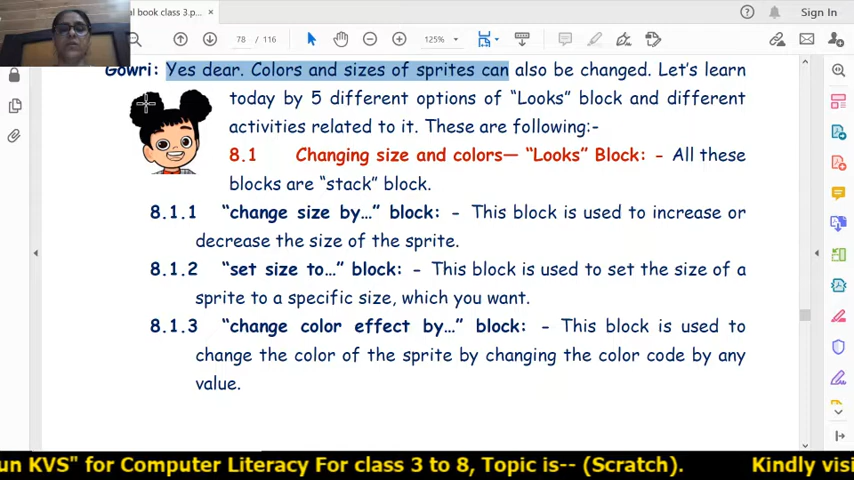 al book class 3.p... ×
Sign In
78 / 116
125%
Gowri: Yes dear. Colors and sizes of sprites can also be changed. Let's learn
today by 5 different options of “Looks” block and different
activities related to it. These are following:-
8.1 Changing size and colors— “Looks” Block: - All these
blocks are “stack” block.
8.1.1 “change size by…” block: - This block is used to increase or
decrease the size of the sprite.
8.1.2 “set size to…” block: - This block is used to set the size of a
sprite to a specific size, which you want.
8.1.3 “change color effect by…” block: - This block is used to
change the color of the sprite by changing the color code by any
value.
un KVS" for Computer Literacy For class 3 to 8, Topic is-- (Scratch). Kindly visi